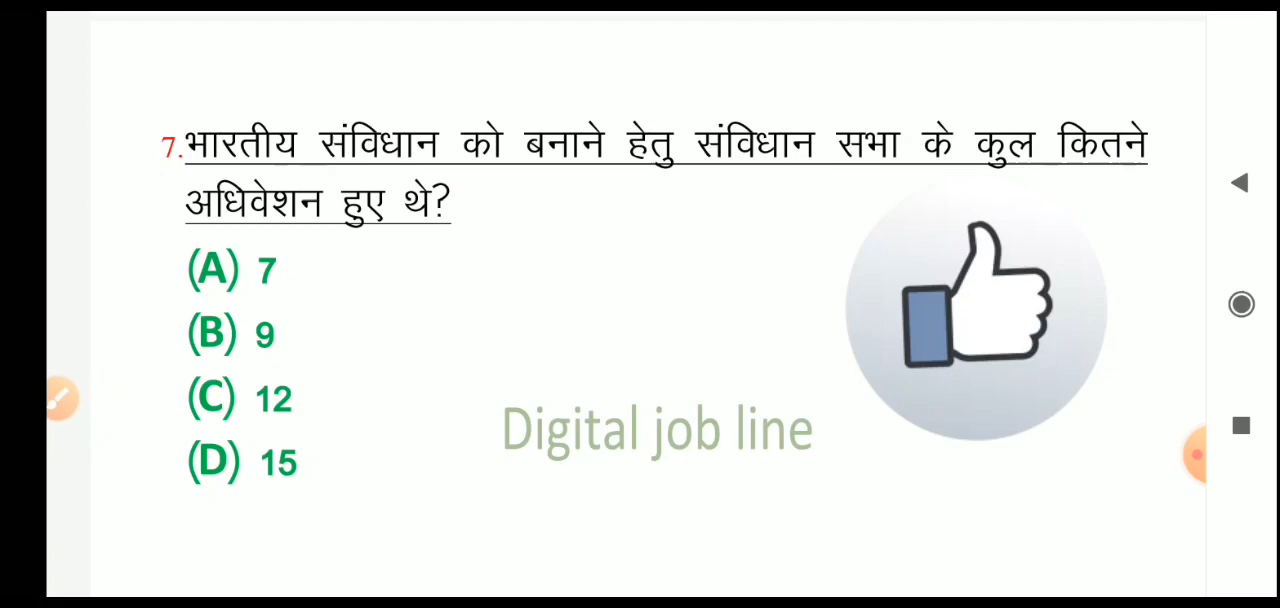 7.भारतीय संविधान को बनाने हेतु संविधान सभा के कुल कितने
अधिवेशन हुए थे?
(A) 7
(B) 9
(C) 12
(D) 15
Digital job line